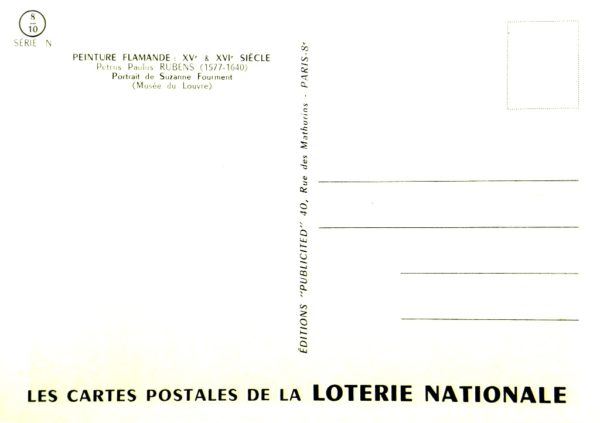 8
10
SÉRIE N
PEINTURE FLAMANDE : XVe & XVIe SIÈCLE
Petrus Paulus RUBENS (1577-1640)
Portrait de Suzanne Fourment
(Musée du Louvre)
ÉDITIONS "PUBLICITED" 40, Rue des Mathurins - PARIS-8e
LES CARTES POSTALES DE LA LOTERIE NATIONALE